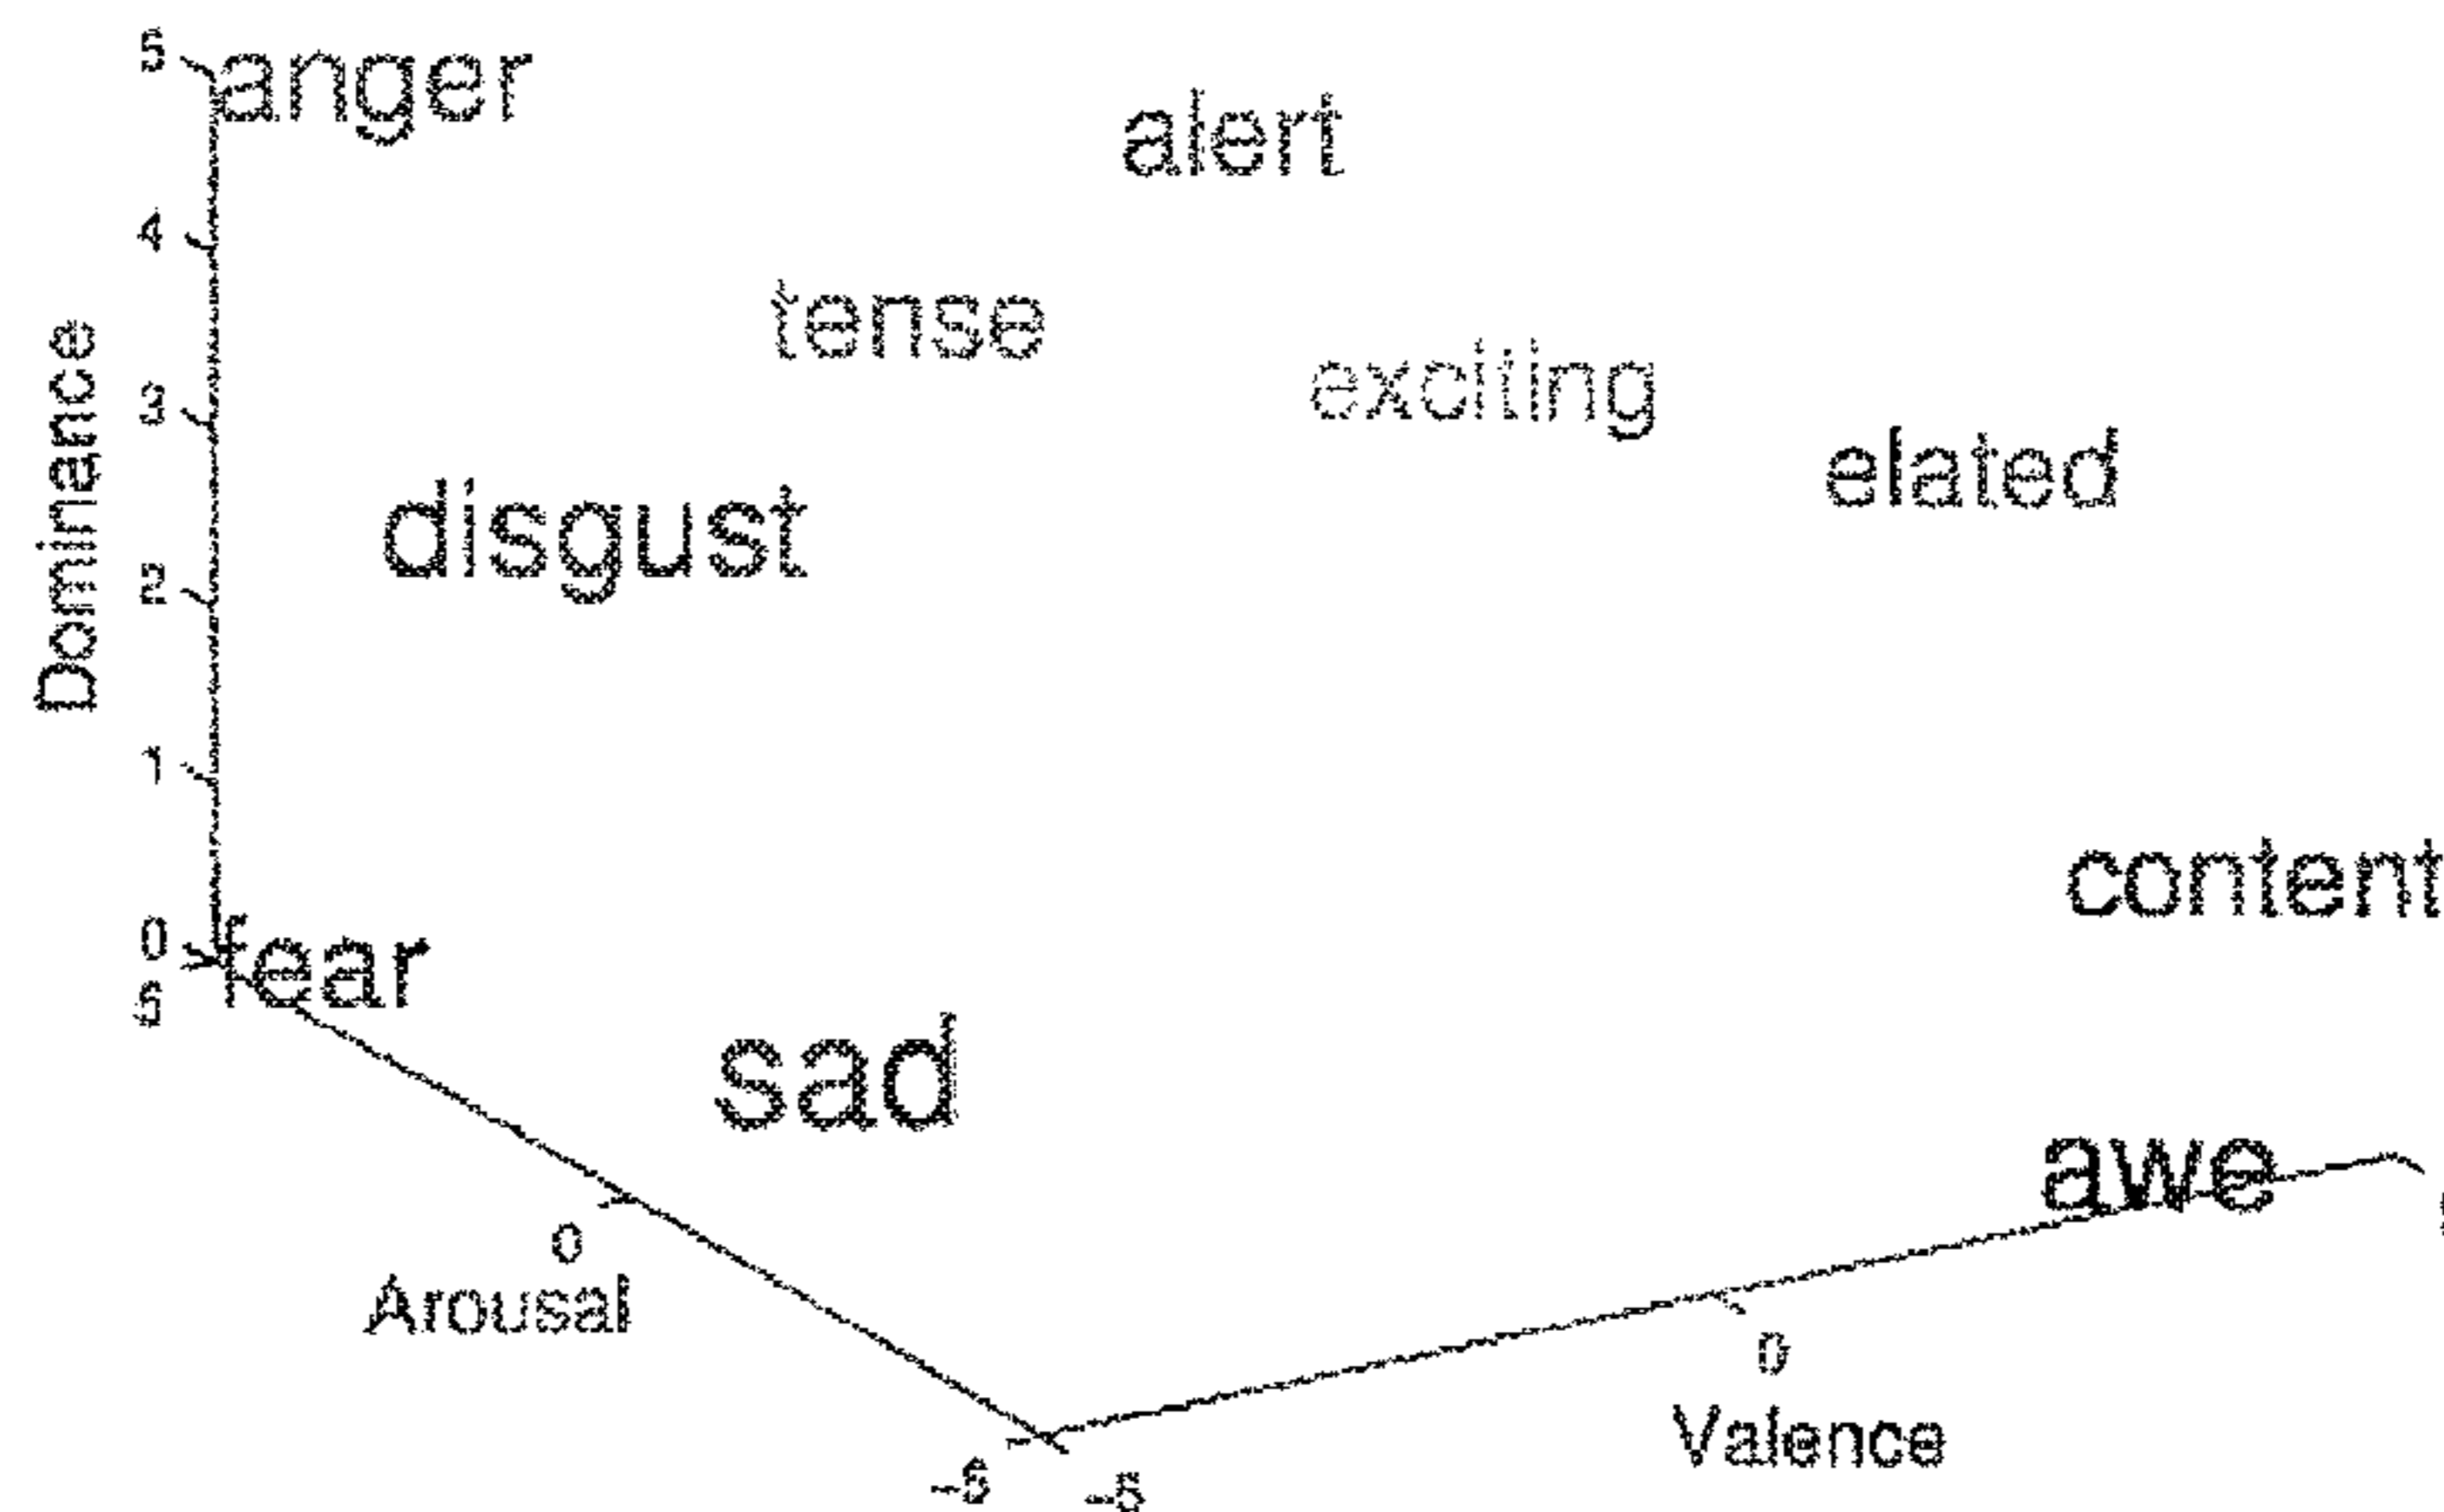 5
anger
alert
4
tense
Dominance
3
exciting
elated
disgust
2
1
content
0
fear
5
sad
awe
0
Arousal
0
Valence
-5
-5